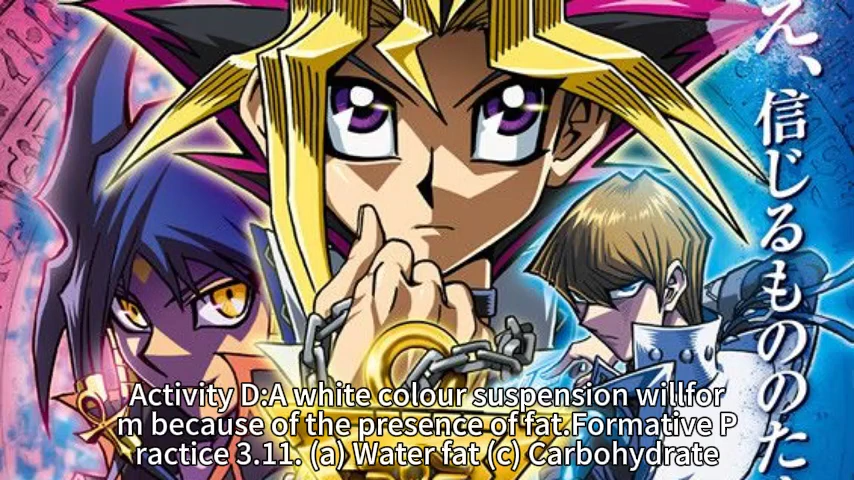 え、信じるもののた
Activity D:A white colour suspension willfor
m because of the presence of fat.Formative P
ractice 3.11. (a) Water fat (c) Carbohydrate